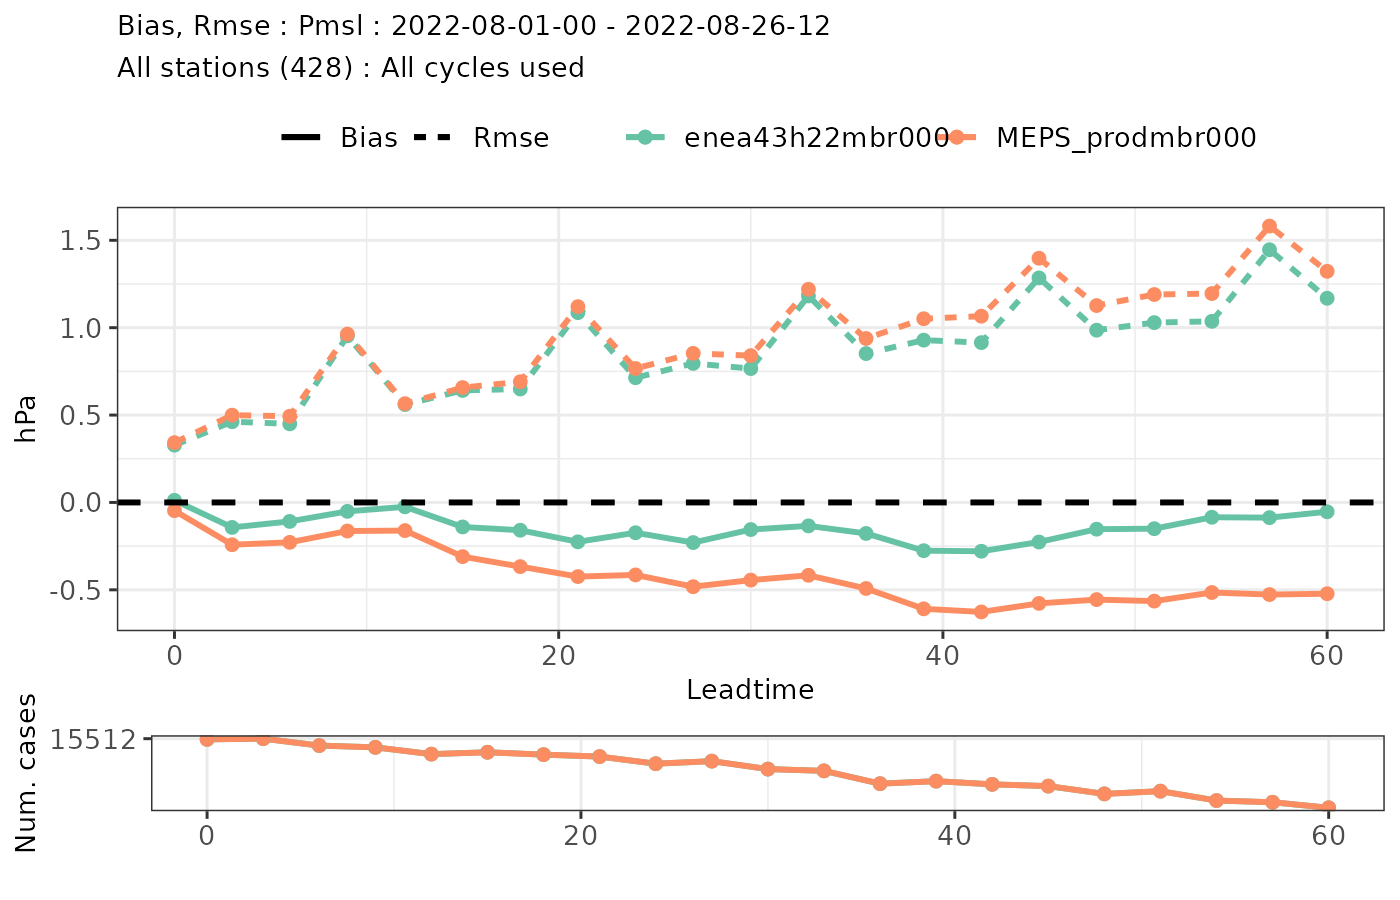 Bias, Rmse : Pmsl : 2022-08-01-00 - 2022-08-26-12
All stations (428) : All cycles used
Bias Rmse enea43h22mbr000 MEPS_prodmbr000
1.5
1.0
0.5
0.0
-0.5
hPa
0 20 40 60
Leadtime
15512
Num. cases
0 20 40 60